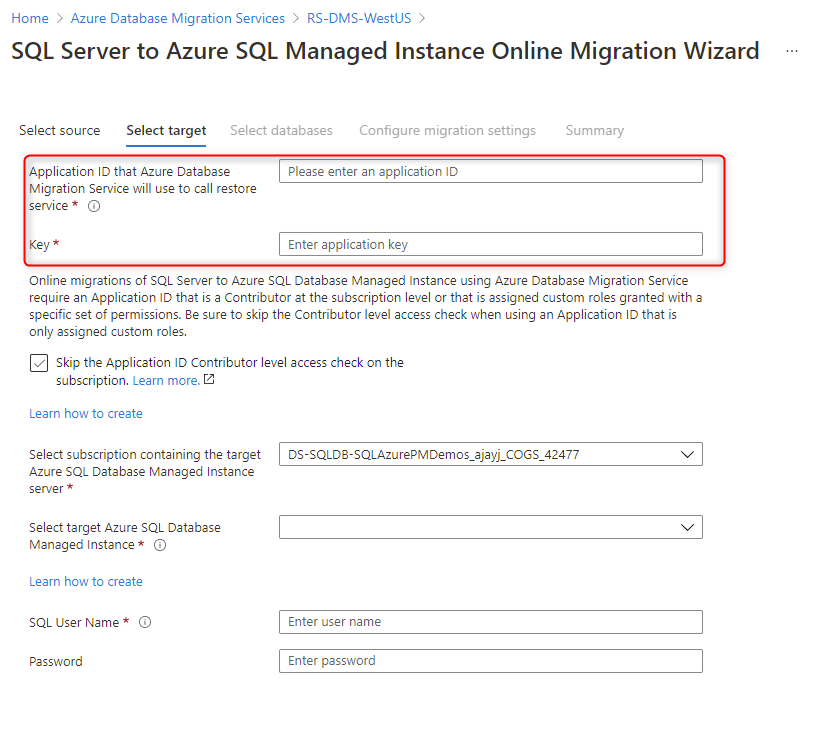 Home > Azure Database Migration Services > RS-DMS-WestUS >
SQL Server to Azure SQL Managed Instance Online Migration Wizard ...
Select source Select target Select databases Configure migration settings Summary
Application ID that Azure Database
Migration Service will use to call restore
service *
Please enter an application ID
Key *
Enter application key
Online migrations of SQL Server to Azure SQL Database Managed Instance using Azure Database Migration Service
require an Application ID that is a Contributor at the subscription level or that is assigned custom roles granted with a
specific set of permissions. Be sure to skip the Contributor level access check when using an Application ID that is
only assigned custom roles.
Skip the Application ID Contributor level access check on the
subscription. Learn more.
Learn how to create
Select subscription containing the target
Azure SQL Database Managed Instance
server *
DS-SQLDB-SQLAzurePMDemos_ajayj_COGS_42477
Select target Azure SQL Database
Managed Instance *
Learn how to create
SQL User Name *
Enter user name
Password
Enter password